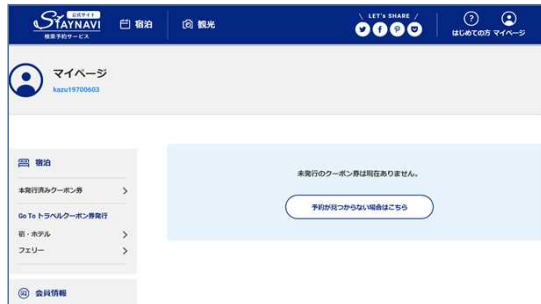 公式サイト
STAYNAVI
検索予約サービス
宿泊
観光
\ LET's SHARE /
はじめての方
マイページ
マイページ
kazu19700603
宿泊
未発行のクーポン券は現在ありません。
本発行済みクーポン券
予約が見つからない場合はこちら
Go To トラベルクーポン券発行
宿・ホテル
フェリー
会員情報